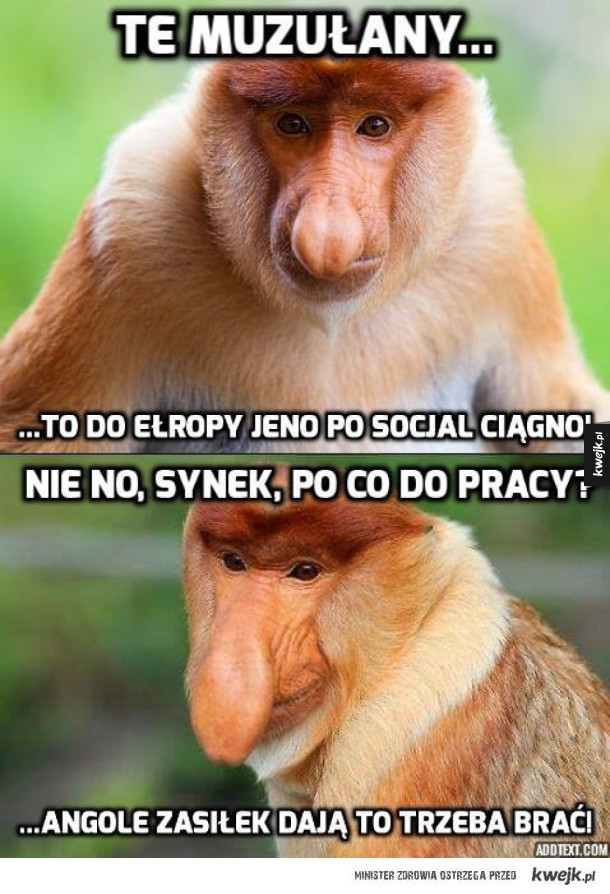 TE MUZUŁANY...
...TO DO EŁROPY JENO PO SOCJAL CIĄGNO!
kwejk.pl
NIE NO, SYNEK, PO CO DO PRACY?
...ANGOLE ZASIŁEK DAJĄ TO TRZEBA BRAĆ!
ADDTEXT.COM
MINISTER ZDROWIA OSTRZEGA PRZED kwejk.pl